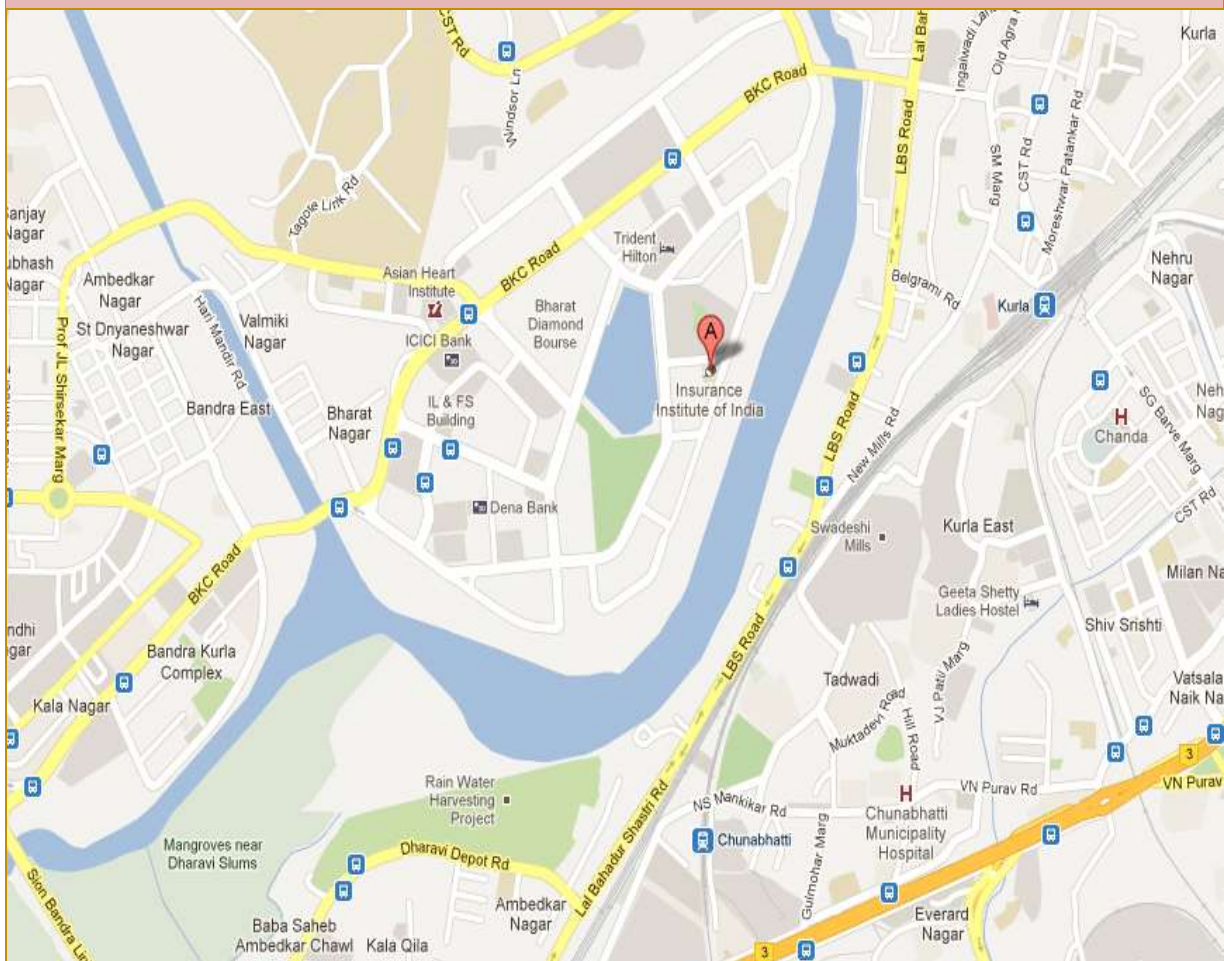 CST Rd
Windsor Ln
BKC Road
Lal Bah
Ingalwadi Lan
Old Agra
Kurla
LBS Road
SM Marg
CST Rd
Moreshwar Patankar Rd
Tagole Link Rd
anjay
Nagar
ubhash
Nagar
Ambedkar
Nagar
Asian Heart
Institute
BKC Road
Trident
Hilton
Belgrami Rd
Kurla
Nehru
Nagar
Prof JL Shirsekar Marg
St Dnyaneshwar
Nagar
Hari Mandir Rd
Valmiki
Nagar
ICICI Bank
Bharat
Diamond
Bourse
A
Insurance
Institute of India
Bandra East
Bharat
Nagar
IL & FS
Building
LBS Road
New Mills Rd
H
Chanda
SG Barve Marg
Neh
Nag
Dena Bank
Swadeshi
Mills
Kurla East
CST Rd
BKC Road
Geeta Shetty
Ladies Hostel
Milan Na
Shiv Srishti
ndhi
gar
Bandra Kurla
Complex
LBS Road
Tadwadi
VJ Patil Marg
Vatsala
Naik Na
Kala Nagar
Muktadevi Road
Hill Road
3
VN Purav
Rain Water
Harvesting
Project
NS Mankikar Rd
H
VN Purav Rd
Chunabhatti
Municipality
Hospital
Chunabhatti
Gulmohar Marg
Mangroves near
Dharavi Slums
Dharavi Depot Rd
Lal Bahadur Shastri Rd
Sion Bandra Lin
Ambedkar
Nagar
Baba Saheb
Ambedkar Chawl
Kala Qila
Everard
Nagar
3